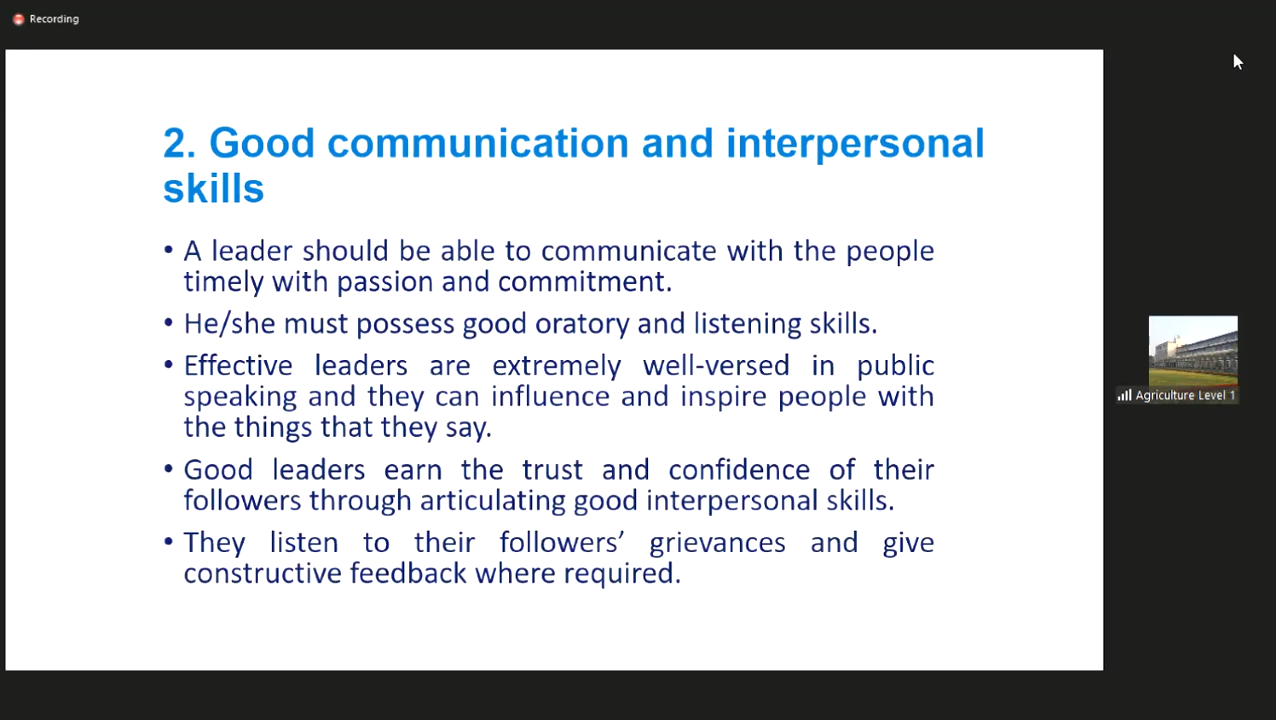 Recording
2. Good communication and interpersonal
skills
• A leader should be able to communicate with the people
timely with passion and commitment.
• He/she must possess good oratory and listening skills.
• Effective leaders are extremely well-versed in public
speaking and they can influence and inspire people with
the things that they say.
• Good leaders earn the trust and confidence of their
followers through articulating good interpersonal skills.
• They listen to their followers’ grievances and give
constructive feedback where required.
Agriculture Level 1